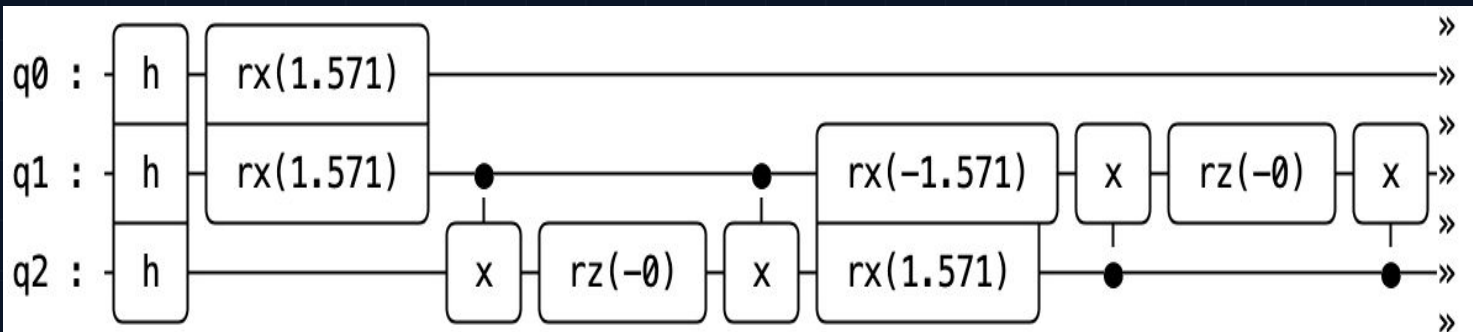 »
q0 : h rx(1.571) »
»
q1 : h rx(1.571) rx(-1.571) x rz(-0) x »
»
q2 : h x rz(-0) x rx(1.571) »
»